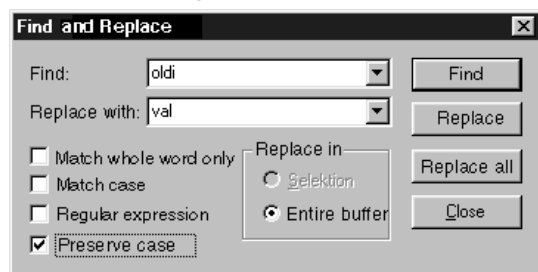 Find and Replace
Find: oldi Find
Replace with: val Replace
Match whole word only Replace in Replace all
Match case Selektion
Regular expression Entire buffer Close
Preserve case